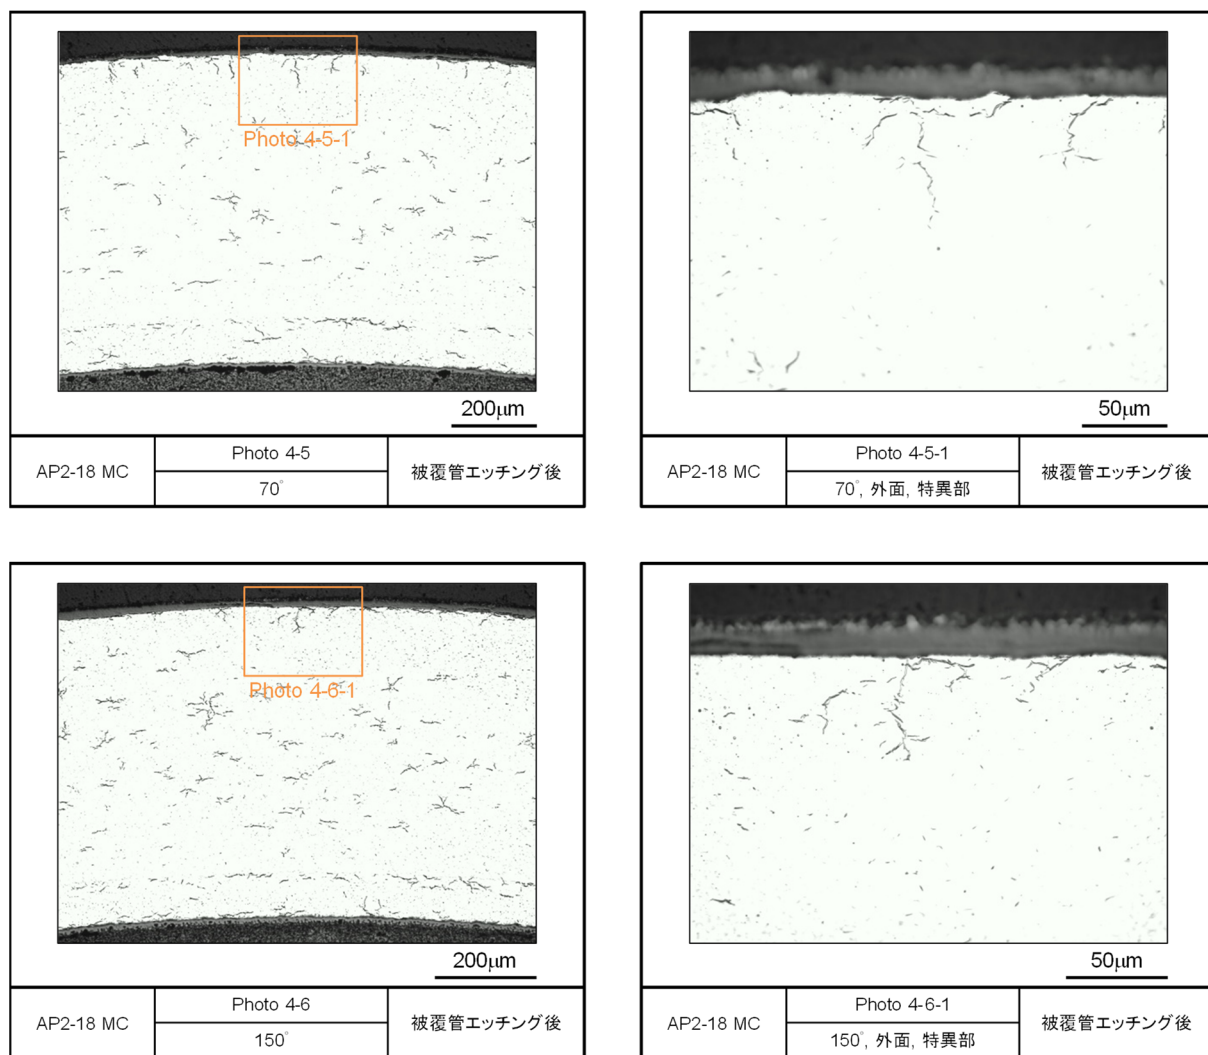 Photo 4-5-1
200μm
AP2-18 MC
Photo 4-5
70°
被覆管エッチング後
50μm
AP2-18 MC
Photo 4-5-1
70°, 外面, 特異部
被覆管エッチング後
Photo 4-6-1
200μm
AP2-18 MC
Photo 4-6
150°
被覆管エッチング後
50μm
AP2-18 MC
Photo 4-6-1
150°, 外面, 特異部
被覆管エッチング後